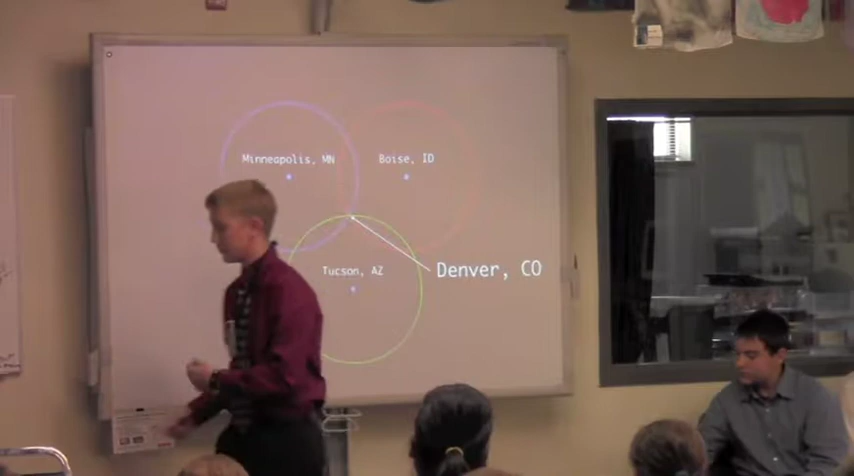 Minneapolis, MN
Boise, ID
Tucson, AZ
Denver, CO